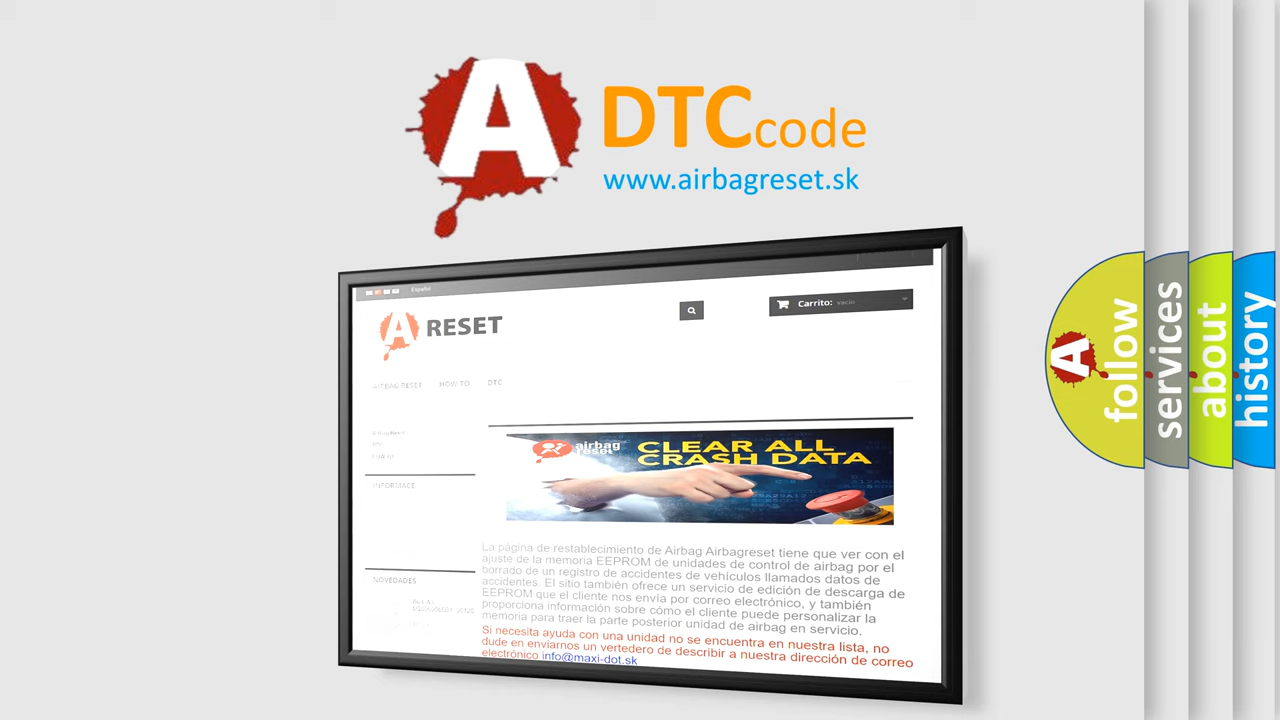 A
DTCcode
www.airbagreset.sk
Español
A RESET
Carrito: vacío
AIRBAG RESET HOW TO DTC
INFORMACE
airbag
reset
CLEAR ALL
CRASH DATA
NOVEDADES
La página de restablecimiento de Airbag Airbagreset tiene que ver con el
ajuste de la memoria EEPROM de unidades de control de airbag por el
borrado de un registro de accidentes de vehículos llamados datos de
accidentes. El sitio también ofrece un servicio de edición de descarga de
EEPROM que el cliente nos envía por correo electrónico, y también
proporciona información sobre cómo el cliente puede personalizar la
memoria para traer la parte posterior unidad de airbag en servicio.
Si necesita ayuda con una unidad no se encuentra en nuestra lista, no
dude en enviarnos un vertedero de describir a nuestra dirección de correo
electrónico info@maxi-dot.sk
A
follow
services
about
history